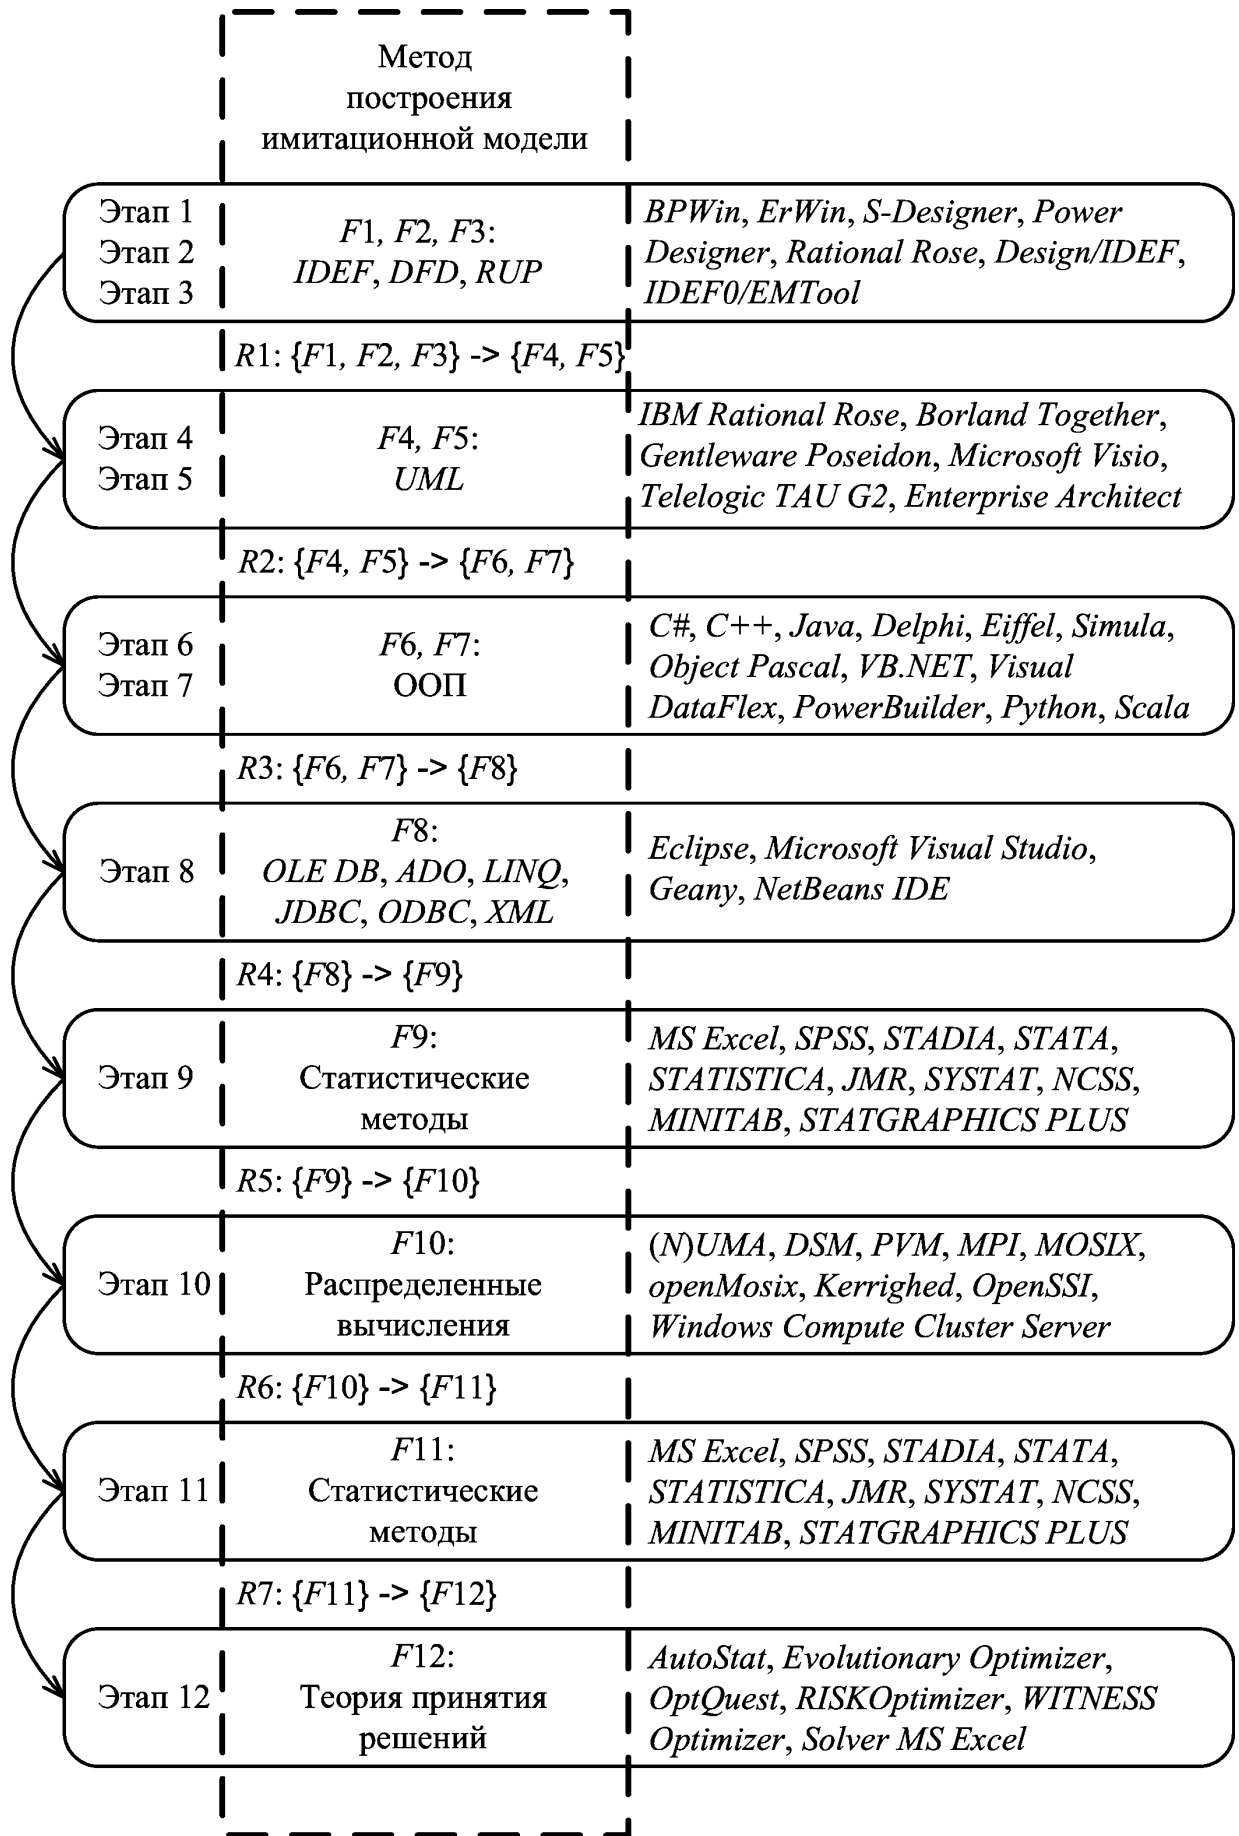 Метод
построения
имитационной модели
Этап 1
Этап 2
Этап 3
F1, F2, F3:
IDEF, DFD, RUP
BPWin, ErWin, S-Designer, Power
Designer, Rational Rose, Design/IDEF,
IDEF0/EMTool
R1: {F1, F2, F3} -> {F4, F5}
Этап 4
Этап 5
F4, F5:
UML
IBM Rational Rose, Borland Together,
Gentleware Poseidon, Microsoft Visio,
Telelogic TAU G2, Enterprise Architect
R2: {F4, F5} -> {F6, F7}
Этап 6
Этап 7
F6, F7:
ООП
C#, C++, Java, Delphi, Eiffel, Simula,
Object Pascal, VB.NET, Visual
DataFlex, PowerBuilder, Python, Scala
R3: {F6, F7} -> {F8}
Этап 8
F8:
OLE DB, ADO, LINQ,
JDBC, ODBC, XML
Eclipse, Microsoft Visual Studio,
Geany, NetBeans IDE
R4: {F8} -> {F9}
Этап 9
F9:
Статистические
методы
MS Excel, SPSS, STADIA, STATA,
STATISTICA, JMR, SYSTAT, NCSS,
MINITAB, STATGRAPHICS PLUS
R5: {F9} -> {F10}
Этап 10
F10:
Распределенные
вычисления
(N)UMA, DSM, PVM, MPI, MOSIX,
openMosix, Kerrighed, OpenSSI,
Windows Compute Cluster Server
R6: {F10} -> {F11}
Этап 11
F11:
Статистические
методы
MS Excel, SPSS, STADIA, STATA,
STATISTICA, JMR, SYSTAT, NCSS,
MINITAB, STATGRAPHICS PLUS
R7: {F11} -> {F12}
Этап 12
F12:
Теория принятия
решений
AutoStat, Evolutionary Optimizer,
OptQuest, RISKOptimizer, WITNESS
Optimizer, Solver MS Excel